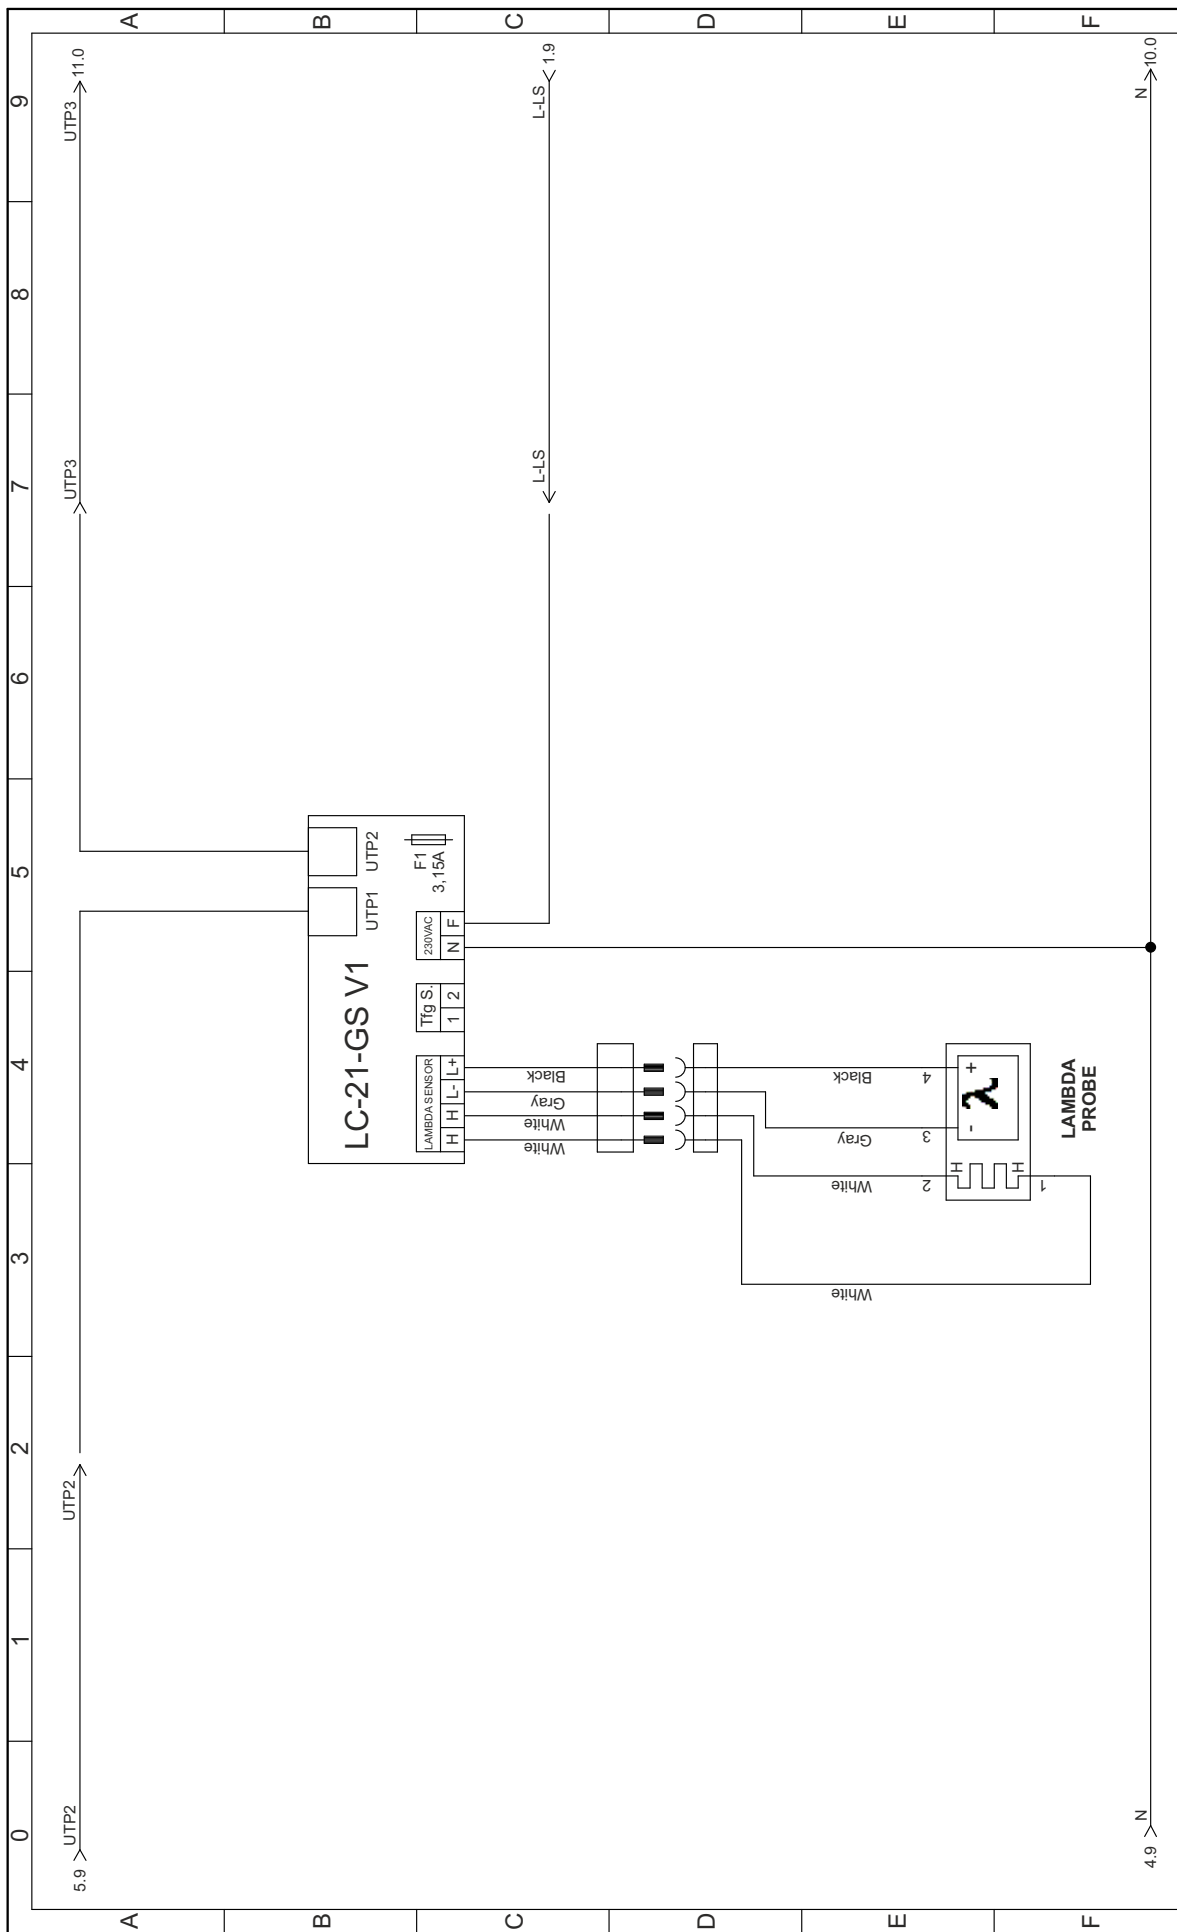 0 1 2 3 4 5 6 7 8 9
A A
B B
C C
D D
E E
F F
5.9 UTP2 UTP2 UTP3 UTP3 11.0
UTP1 UTP2
LC-21-GS V1
F1
3,15A
LAMBDA SENSOR Tfg S. 230VAC
H H L- L+ 1 2 N F
L-LS L-LS 1.9
White White Gray Black
White White Gray Black
1 2 3 4
H H - + λ
LAMBDA
PROBE
4.9 N N 10.0